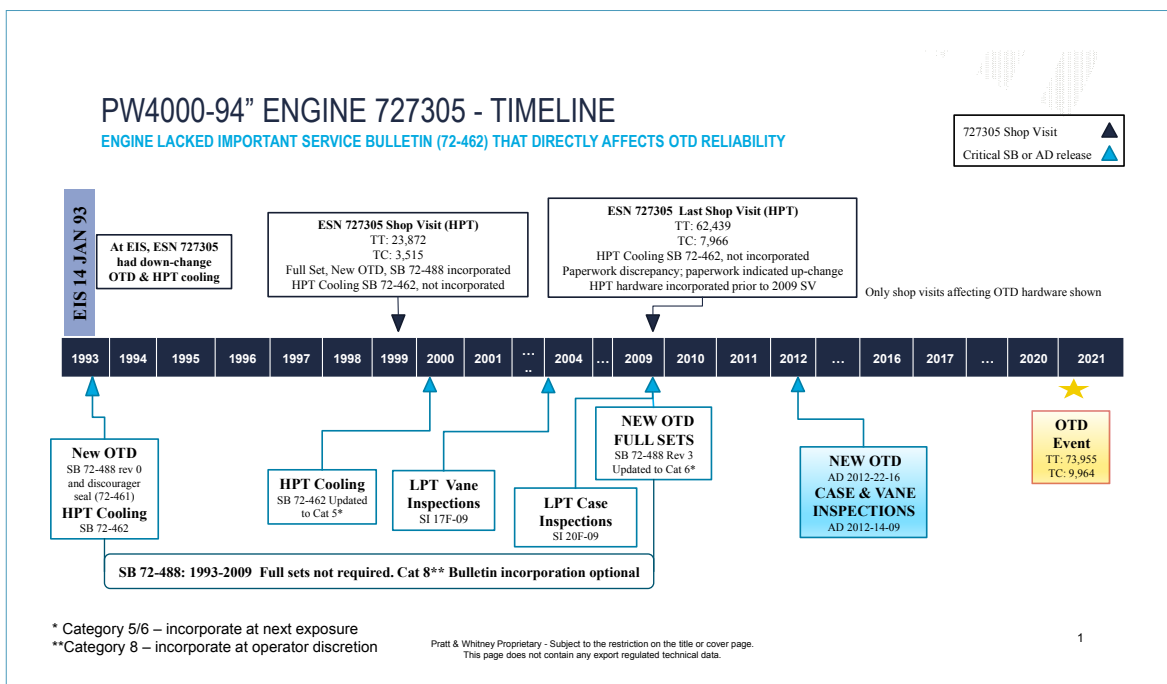 PW4000-94” ENGINE 727305 - TIMELINE
ENGINE LACKED IMPORTANT SERVICE BULLETIN (72-462) THAT DIRECTLY AFFECTS OTD RELIABILITY
727305 Shop Visit
Critical SB or AD release
EIS 14 JAN 93
At EIS, ESN 727305
had down-change
OTD & HPT cooling
ESN 727305 Shop Visit (HPT)
TT: 23,872
TC: 3,515
Full Set, New OTD, SB 72-488 incorporated
HPT Cooling SB 72-462, not incorporated
ESN 727305 Last Shop Visit (HPT)
TT: 62,439
TC: 7,966
HPT Cooling SB 72-462, not incorporated
Paperwork discrepancy; paperwork indicated up-change
HPT hardware incorporated prior to 2009 SV
Only shop visits affecting OTD hardware shown
1993 1994 1995 1996 1997 1998 1999 2000 2001 ... .. 2004 ... 2009 2010 2011 2012 ... 2016 2017 ... 2020 2021
New OTD
SB 72-488 rev 0
and discourager
seal (72-461)
HPT Cooling
SB 72-462
HPT Cooling
SB 72-462 Updated
to Cat 5*
LPT Vane
Inspections
SI 17F-09
LPT Case
Inspections
SI 20F-09
NEW OTD
FULL SETS
SB 72-488 Rev 3
Updated to Cat 6*
NEW OTD
AD 2012-22-16
CASE & VANE
INSPECTIONS
AD 2012-14-09
OTD
Event
TT: 73,955
TC: 9,964
SB 72-488: 1993-2009 Full sets not required. Cat 8** Bulletin incorporation optional
* Category 5/6 – incorporate at next exposure
**Category 8 – incorporate at operator discretion
Pratt & Whitney Proprietary - Subject to the restriction on the title or cover page.
This page does not contain any export regulated technical data.
1